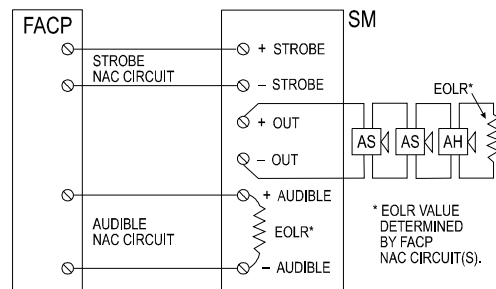 FACP
SM
STROBE
NAC CIRCUIT
+ STROBE
– STROBE
+ OUT
– OUT
EOLR*
AS
AS
AH
AUDIBLE
NAC CIRCUIT
+ AUDIBLE
EOLR*
– AUDIBLE
* EOLR VALUE
DETERMINED
BY FACP
NAC CIRCUIT(S).